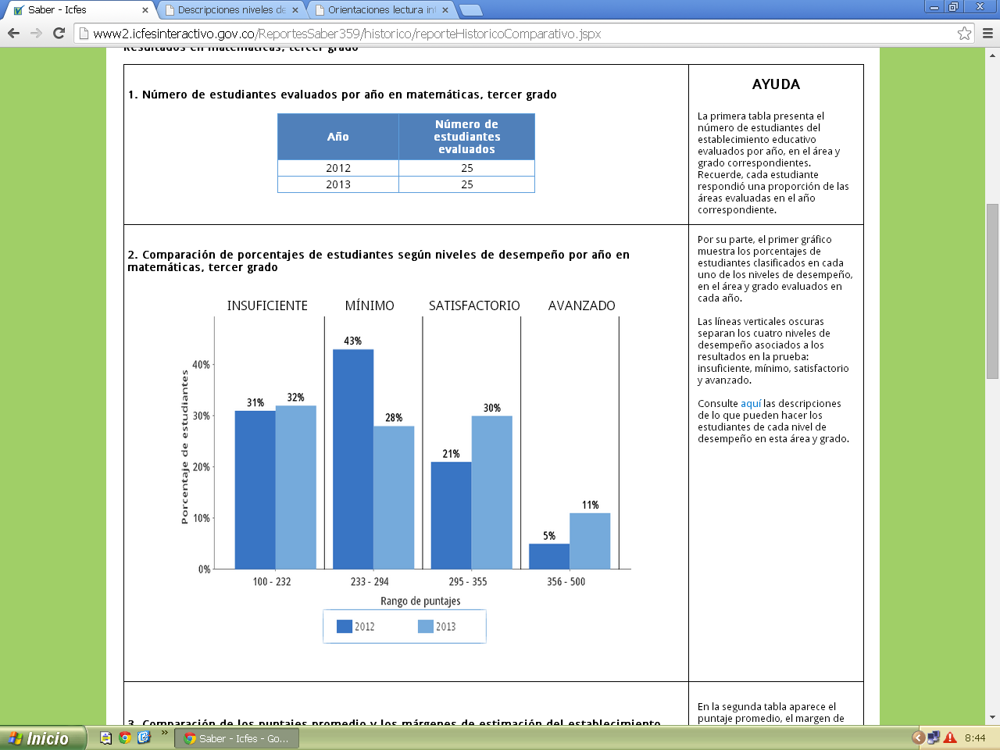 Saber - Icfes
Descripciones niveles de
Orientaciones lectura int
www2.icfesinteractivo.gov.co/ReportesSaber359/historico/reporteHistoricoComparativo.jspx
Resultados en matemáticas, tercer grado
1. Número de estudiantes evaluados por año en matemáticas, tercer grado
Año
Número de
estudiantes
evaluados
2012 25
2013 25
AYUDA
La primera tabla presenta el
número de estudiantes del
establecimiento educativo
evaluados por año, en el área y
grado correspondientes.
Recuerde, cada estudiante
respondió una proporción de las
áreas evaluadas en el año
correspondiente.
2. Comparación de porcentajes de estudiantes según niveles de desempeño por año en
matemáticas, tercer grado
INSUFICIENTE MÍNIMO SATISFACTORIO AVANZADO
Porcentaje de estudiantes
40%
30%
20%
10%
0%
31% 32%
43% 28%
21% 30%
5% 11%
100 - 232 233 - 294 295 - 355 356 - 500
Rango de puntajes
2012 2013
Por su parte, el primer gráfico
muestra los porcentajes de
estudiantes clasificados en cada
uno de los niveles de desempeño,
en el área y grado evaluados en
cada año.
Las líneas verticales oscuras
separan los cuatro niveles de
desempeño asociados a los
resultados en la prueba:
insuficiente, mínimo, satisfactorio
y avanzado.
Consulte aquí las descripciones
de lo que pueden hacer los
estudiantes de cada nivel de
desempeño en esta área y grado.
3. Comparación de los puntajes promedio y los márgenes de estimación del establecimiento
En la segunda tabla aparece el
puntaje promedio, el margen de
Inicio
»
Saber - Icfes - Go...
8:44